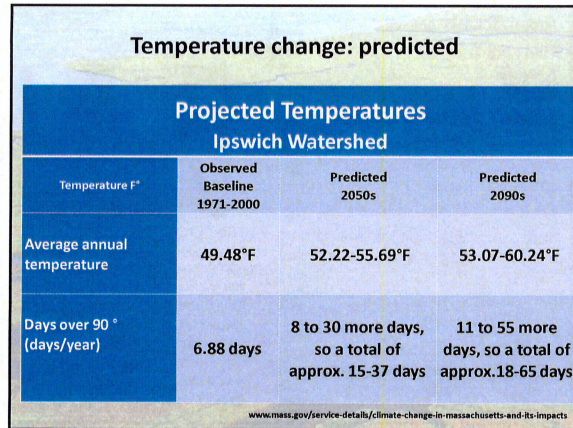 Temperature change: predicted
Projected Temperatures
Ipswich Watershed
Temperature F°
Observed
Baseline
1971-2000
Predicted
2050s
Predicted
2090s
Average annual
temperature
49.48°F
52.22-55.69°F
53.07-60.24°F
Days over 90 °
(days/year)
6.88 days
8 to 30 more days,
so a total of
approx. 15-37 days
11 to 55 more
days, so a total of
approx.18-65 days
www.mass.gov/service-details/climate-change-in-massachusetts-and-its-impacts